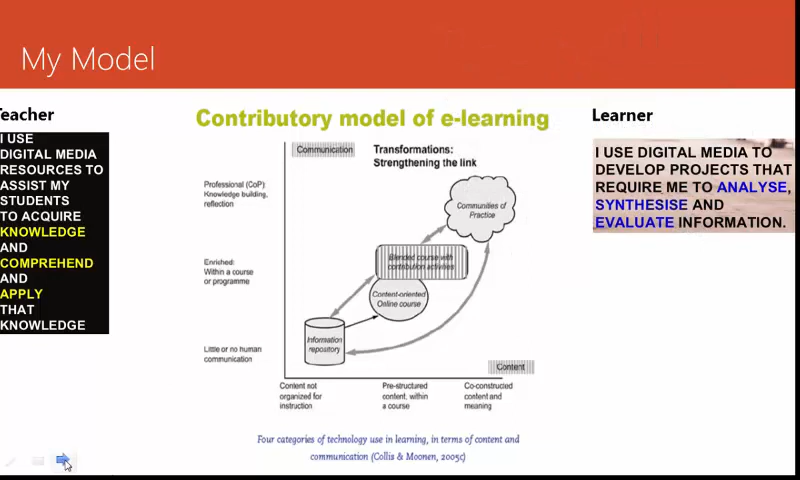 My Model
Teacher
I USE
DIGITAL MEDIA
RESOURCES TO
ASSIST MY
STUDENTS
TO ACQUIRE
KNOWLEDGE
AND
COMPREHEND
AND
APPLY
THAT
KNOWLEDGE
Contributory model of e-learning
Communication
Transformations:
Strengthening the link
Professional (CoP):
Knowledge building,
reflection
Communities of
Practice
Enriched:
Within a course
or programme
Blended course with
contribution activities
Content-oriented
Online course
Information
repository
Little or no human
communication
Content
Content not
organized for
instruction
Pre-structured
content, within
a course
Co-constructed
content and
meaning
Four categories of technology use in learning, in terms of content and
communication (Collis & Moonen, 2005c)
Learner
I USE DIGITAL MEDIA TO
DEVELOP PROJECTS THAT
REQUIRE ME TO ANALYSE,
SYNTHESISE AND
EVALUATE INFORMATION.